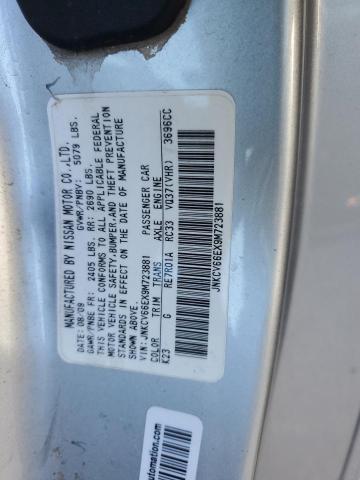 MANUFACTURED BY NISSAN MOTOR CO.,LTD.
08/09 GVWR/PNBV: 5079 LBS.
GAWR/PNBE FR: 2405 LBS. RR: 2690 LBS.
THIS VEHICLE CONFORMS TO ALL APPLICABLE FEDERAL
MOTOR VEHICLE SAFETY,BUMPER,AND THEFT PREVENTION
STANDARDS IN EFFECT ON THE DATE OF MANUFACTURE
SHOWN ABOVE.
VIN:JNKCV66EX9M723881 PASSENGER CAR
COLOR TRIM TRANS AXLE ENGINE
K23 G RE7R01A RC33 VQ37(VHR) 3696CC
JNKCV66EX9M723881
automation.com